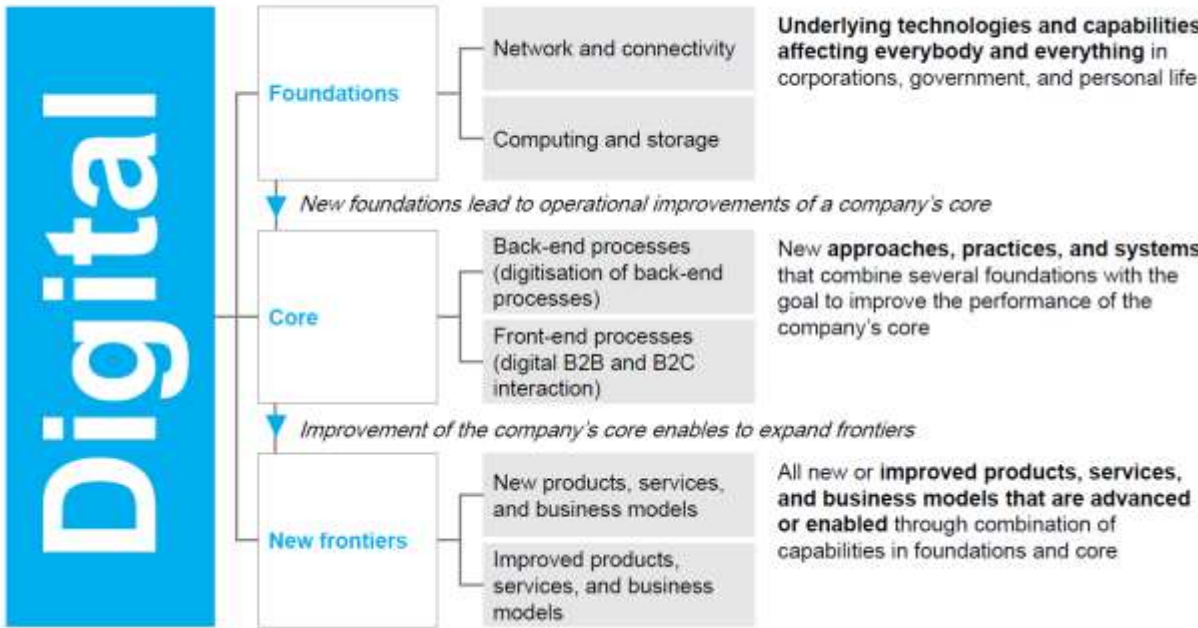 Digital
Foundations
Network and connectivity
Computing and storage
Underlying technologies and capabilities
affecting everybody and everything in
corporations, government, and personal life
New foundations lead to operational improvements of a company's core
Core
Back-end processes
(digitisation of back-end
processes)
Front-end processes
(digital B2B and B2C
interaction)
New approaches, practices, and systems
that combine several foundations with the
goal to improve the performance of the
company's core
Improvement of the company's core enables to expand frontiers
New frontiers
New products, services,
and business models
Improved products,
services, and business
models
All new or improved products, services,
and business models that are advanced
or enabled through combination of
capabilities in foundations and core